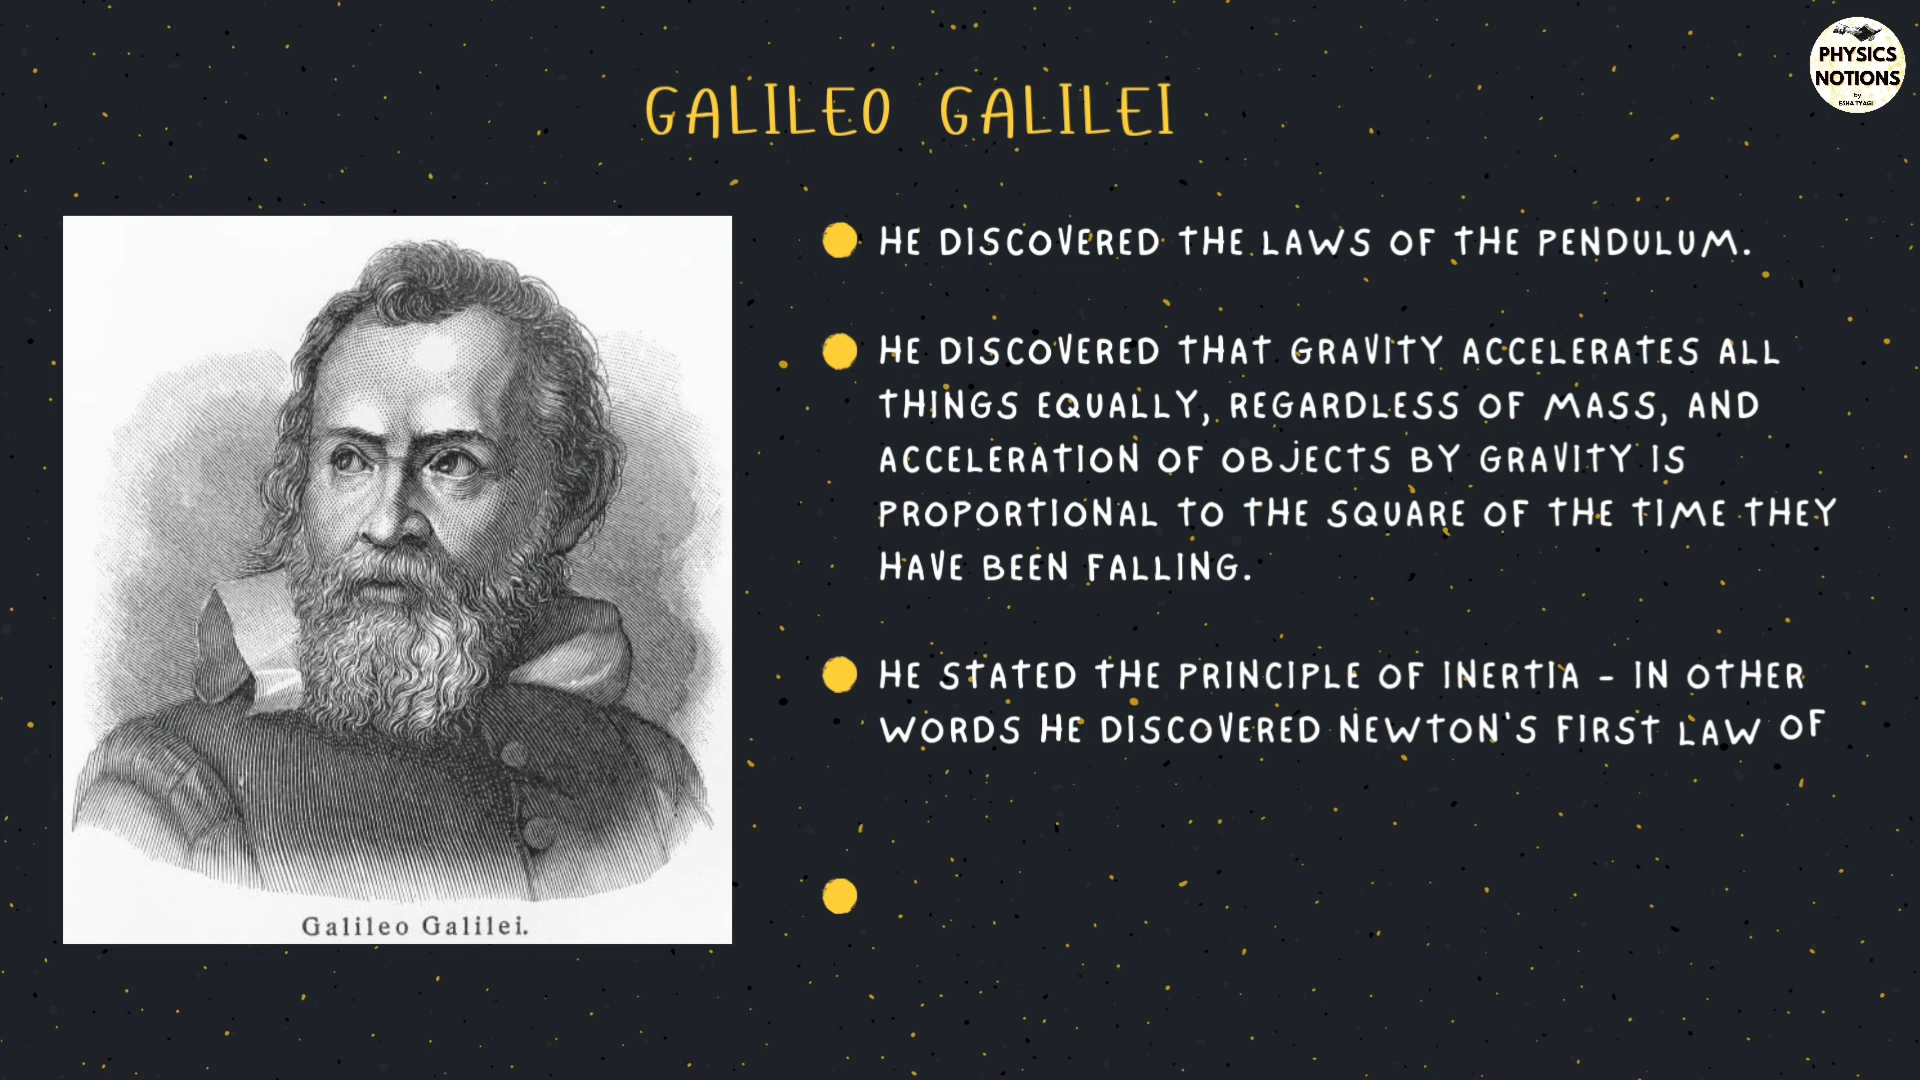 PHYSICS
NOTIONS
by
ESHA TYAGI
GALILEO GALILEI
HE DISCOVERED THE LAWS OF THE PENDULUM.
HE DISCOVERED THAT GRAVITY ACCELERATES ALL
THINGS EQUALLY, REGARDLESS OF MASS, AND
ACCELERATION OF OBJECTS BY GRAVITY IS
PROPORTIONAL TO THE SQUARE OF THE TIME THEY
HAVE BEEN FALLING.
HE STATED THE PRINCIPLE OF INERTIA - IN OTHER
WORDS HE DISCOVERED NEWTON'S FIRST LAW OF
Galileo Galilei.